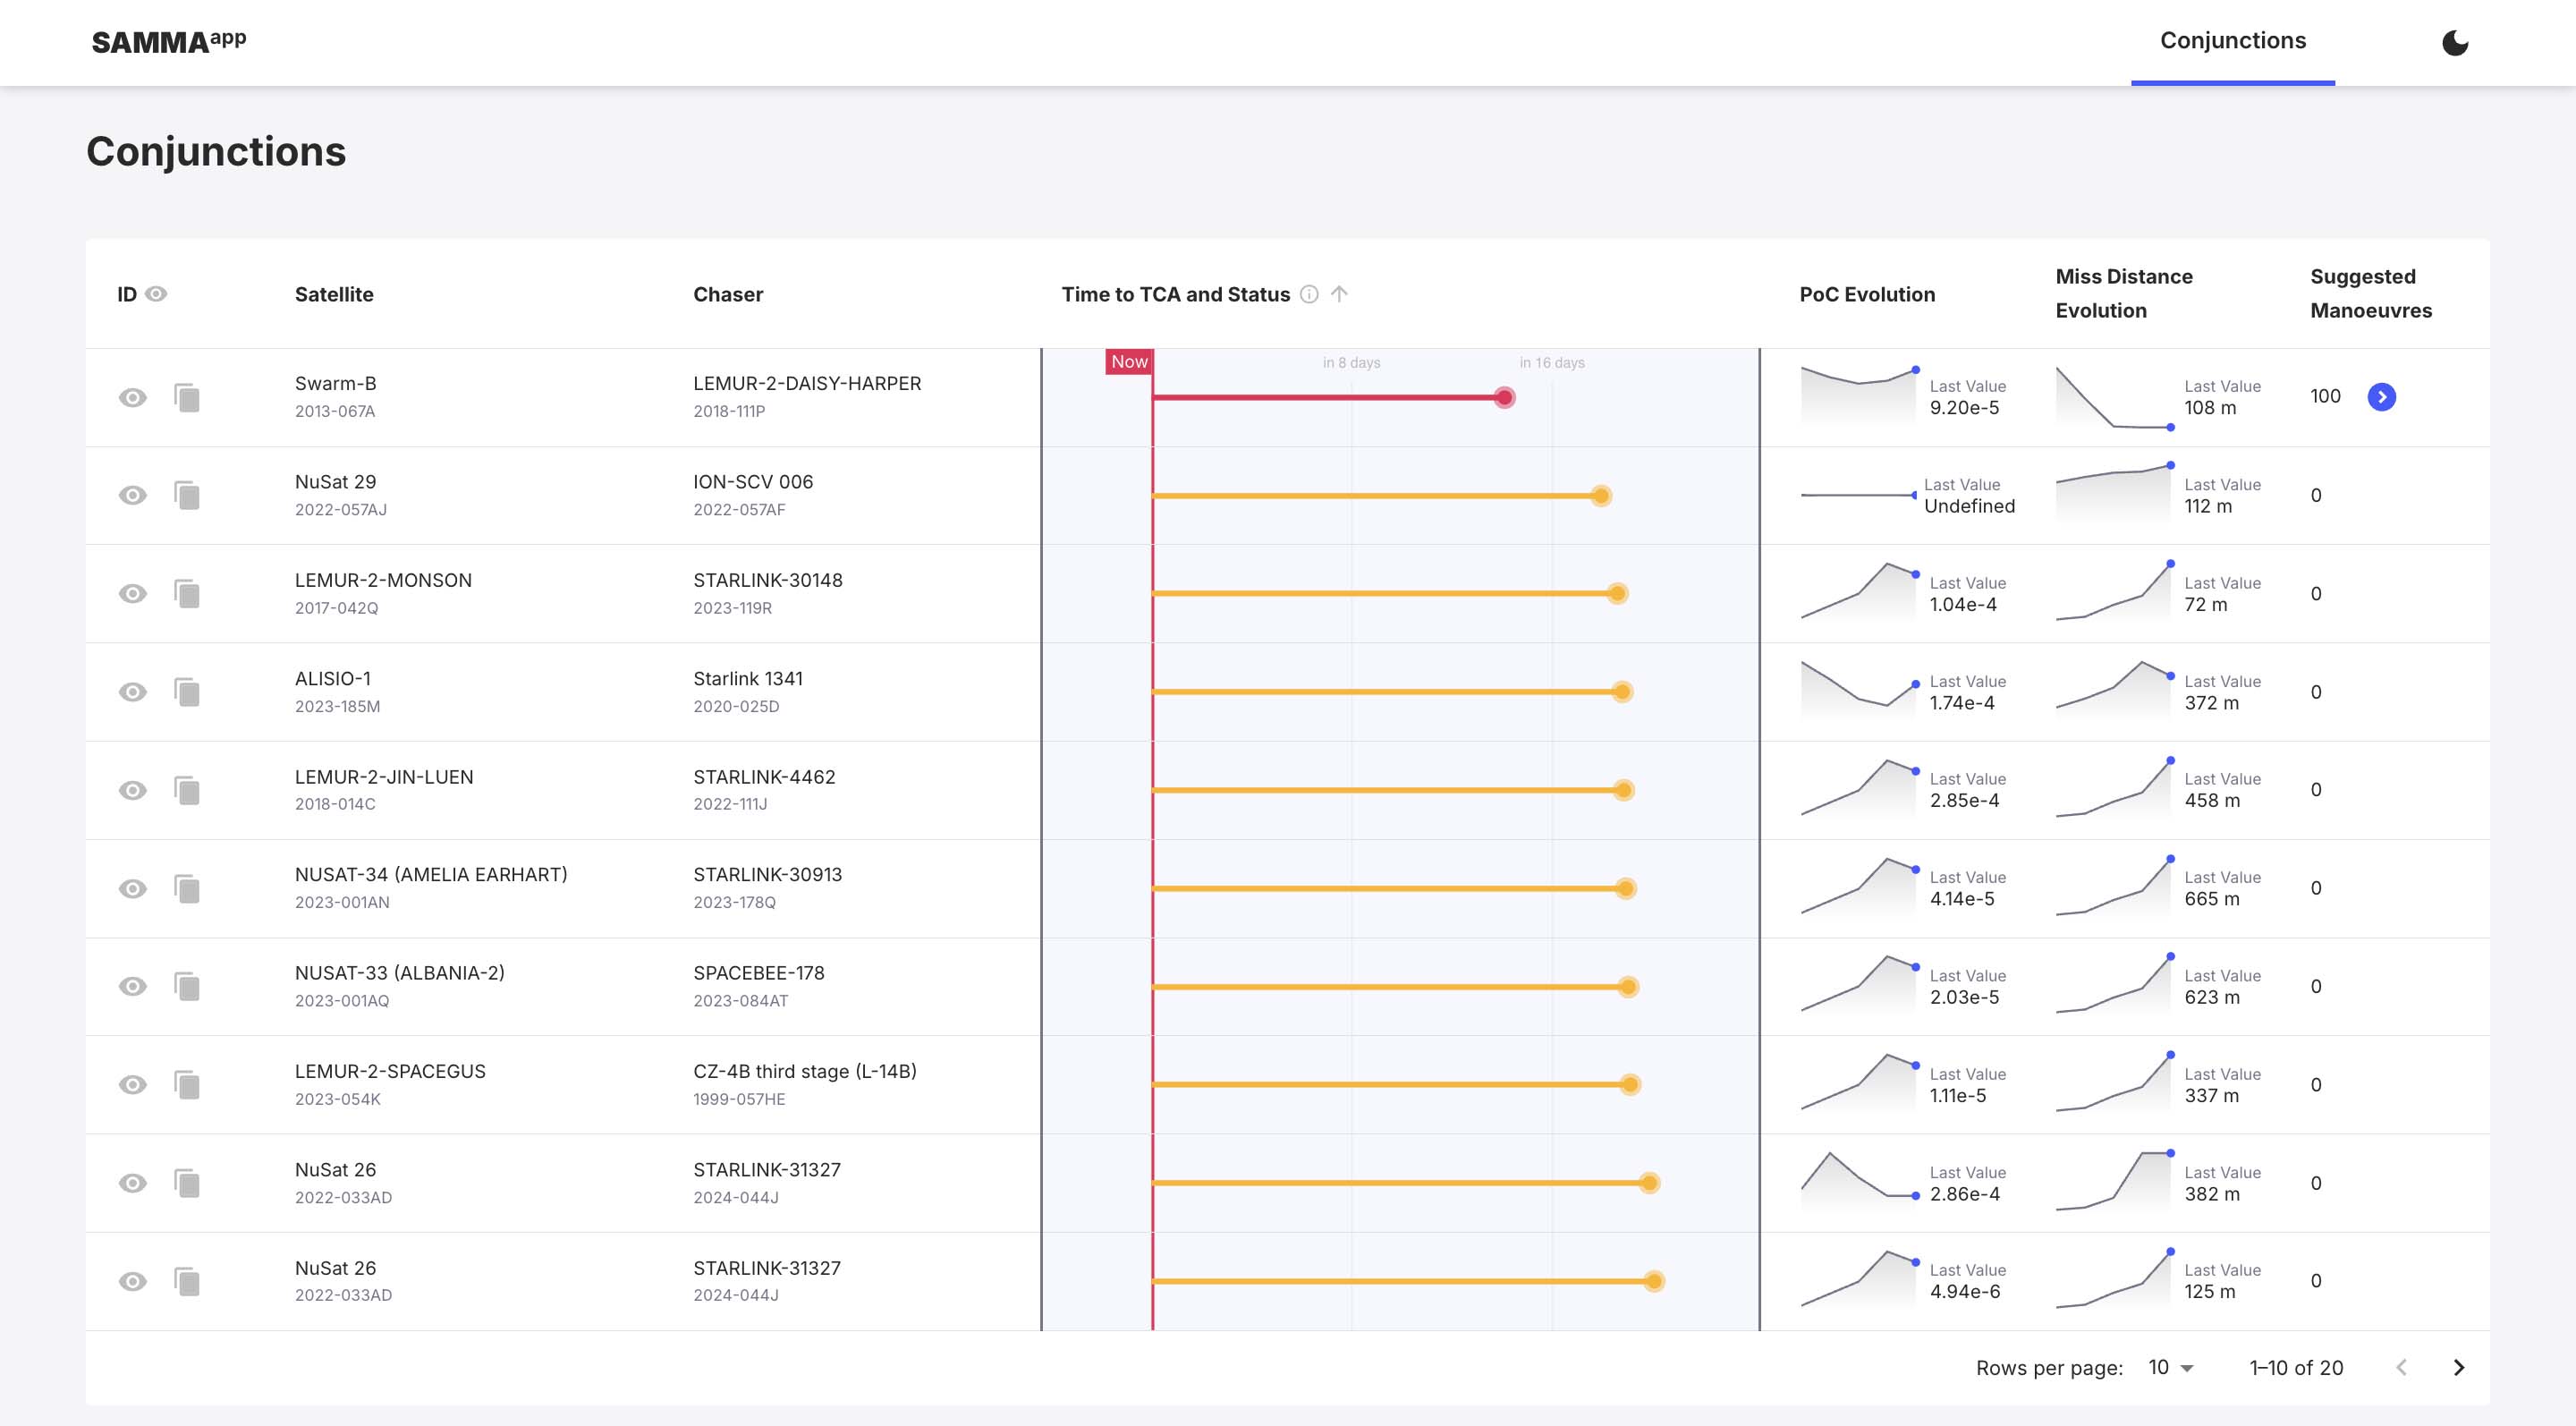 SAMMAapp
Conjunctions
Conjunctions
ID
Satellite
Chaser
Time to TCA and Status
PoC Evolution
Miss Distance
Evolution
Suggested
Manoeuvres
Now
in 8 days
in 16 days
Swarm-B
2013-067A
LEMUR-2-DAISY-HARPER
2018-111P
Last Value
9.20e-5
Last Value
108 m
100
NuSat 29
2022-057AJ
ION-SCV 006
2022-057AF
Last Value
Undefined
Last Value
112 m
0
LEMUR-2-MONSON
2017-042Q
STARLINK-30148
2023-119R
Last Value
1.04e-4
Last Value
72 m
0
ALISIO-1
2023-185M
Starlink 1341
2020-025D
Last Value
1.74e-4
Last Value
372 m
0
LEMUR-2-JIN-LUEN
2018-014C
STARLINK-4462
2022-111J
Last Value
2.85e-4
Last Value
458 m
0
NUSAT-34 (AMELIA EARHART)
2023-001AN
STARLINK-30913
2023-178Q
Last Value
4.14e-5
Last Value
665 m
0
NUSAT-33 (ALBANIA-2)
2023-001AQ
SPACEBEE-178
2023-084AT
Last Value
2.03e-5
Last Value
623 m
0
LEMUR-2-SPACEGUS
2023-054K
CZ-4B third stage (L-14B)
1999-057HE
Last Value
1.11e-5
Last Value
337 m
0
NuSat 26
2022-033AD
STARLINK-31327
2024-044J
Last Value
2.86e-4
Last Value
382 m
0
NuSat 26
2022-033AD
STARLINK-31327
2024-044J
Last Value
4.94e-6
Last Value
125 m
0
Rows per page: 10
1–10 of 20